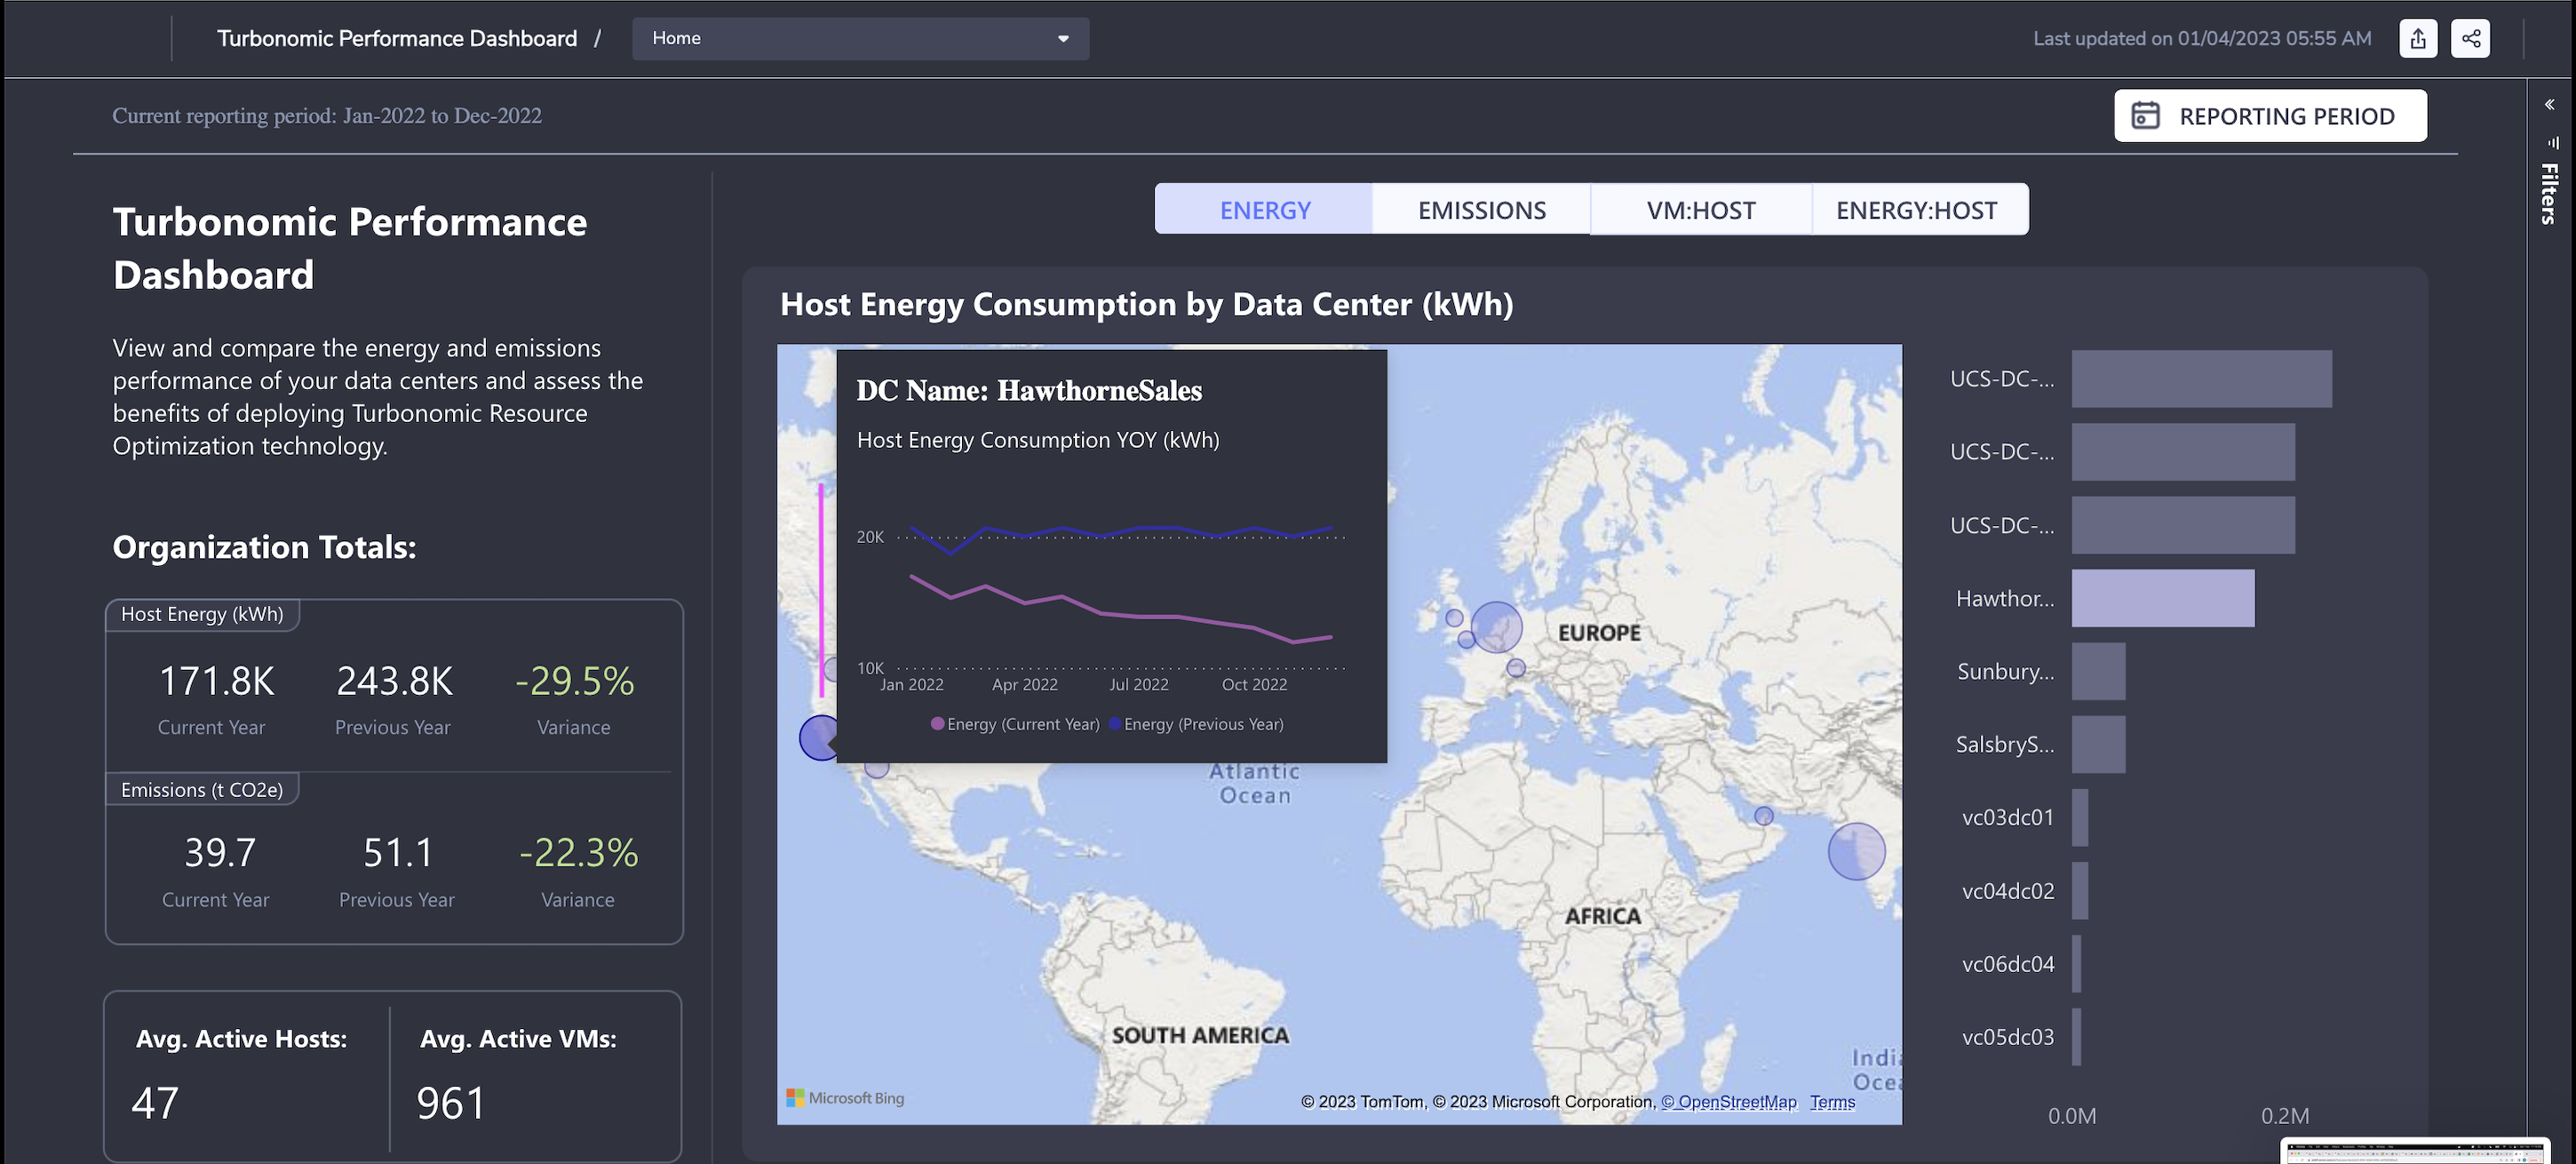 Turbonomic Performance Dashboard / Home
Last updated on 01/04/2023 05:55 AM
Current reporting period: Jan-2022 to Dec-2022
REPORTING PERIOD
Filters
Turbonomic Performance
Dashboard
View and compare the energy and emissions
performance of your data centers and assess the
benefits of deploying Turbonomic Resource
Optimization technology.
Organization Totals:
Host Energy (kWh)
171.8K 243.8K -29.5%
Current Year Previous Year Variance
Emissions (t CO2e)
39.7 51.1 -22.3%
Current Year Previous Year Variance
Avg. Active Hosts:
47
Avg. Active VMs:
961
ENERGY EMISSIONS VM:HOST ENERGY:HOST
Host Energy Consumption by Data Center (kWh)
DC Name: HawthorneSales
Host Energy Consumption YOY (kWh)
20K
10K
Jan 2022 Apr 2022 Jul 2022 Oct 2022
Energy (Current Year) Energy (Previous Year)
EUROPE
Atlantic
Ocean
AFRICA
SOUTH AMERICA
India
Ocea
Microsoft Bing
© 2023 TomTom, © 2023 Microsoft Corporation, © OpenStreetMap Terms
UCS-DC-...
UCS-DC-...
UCS-DC-...
Hawthor...
Sunbury...
SalsbryS...
vc03dc01
vc04dc02
vc06dc04
vc05dc03
0.0M 0.2M